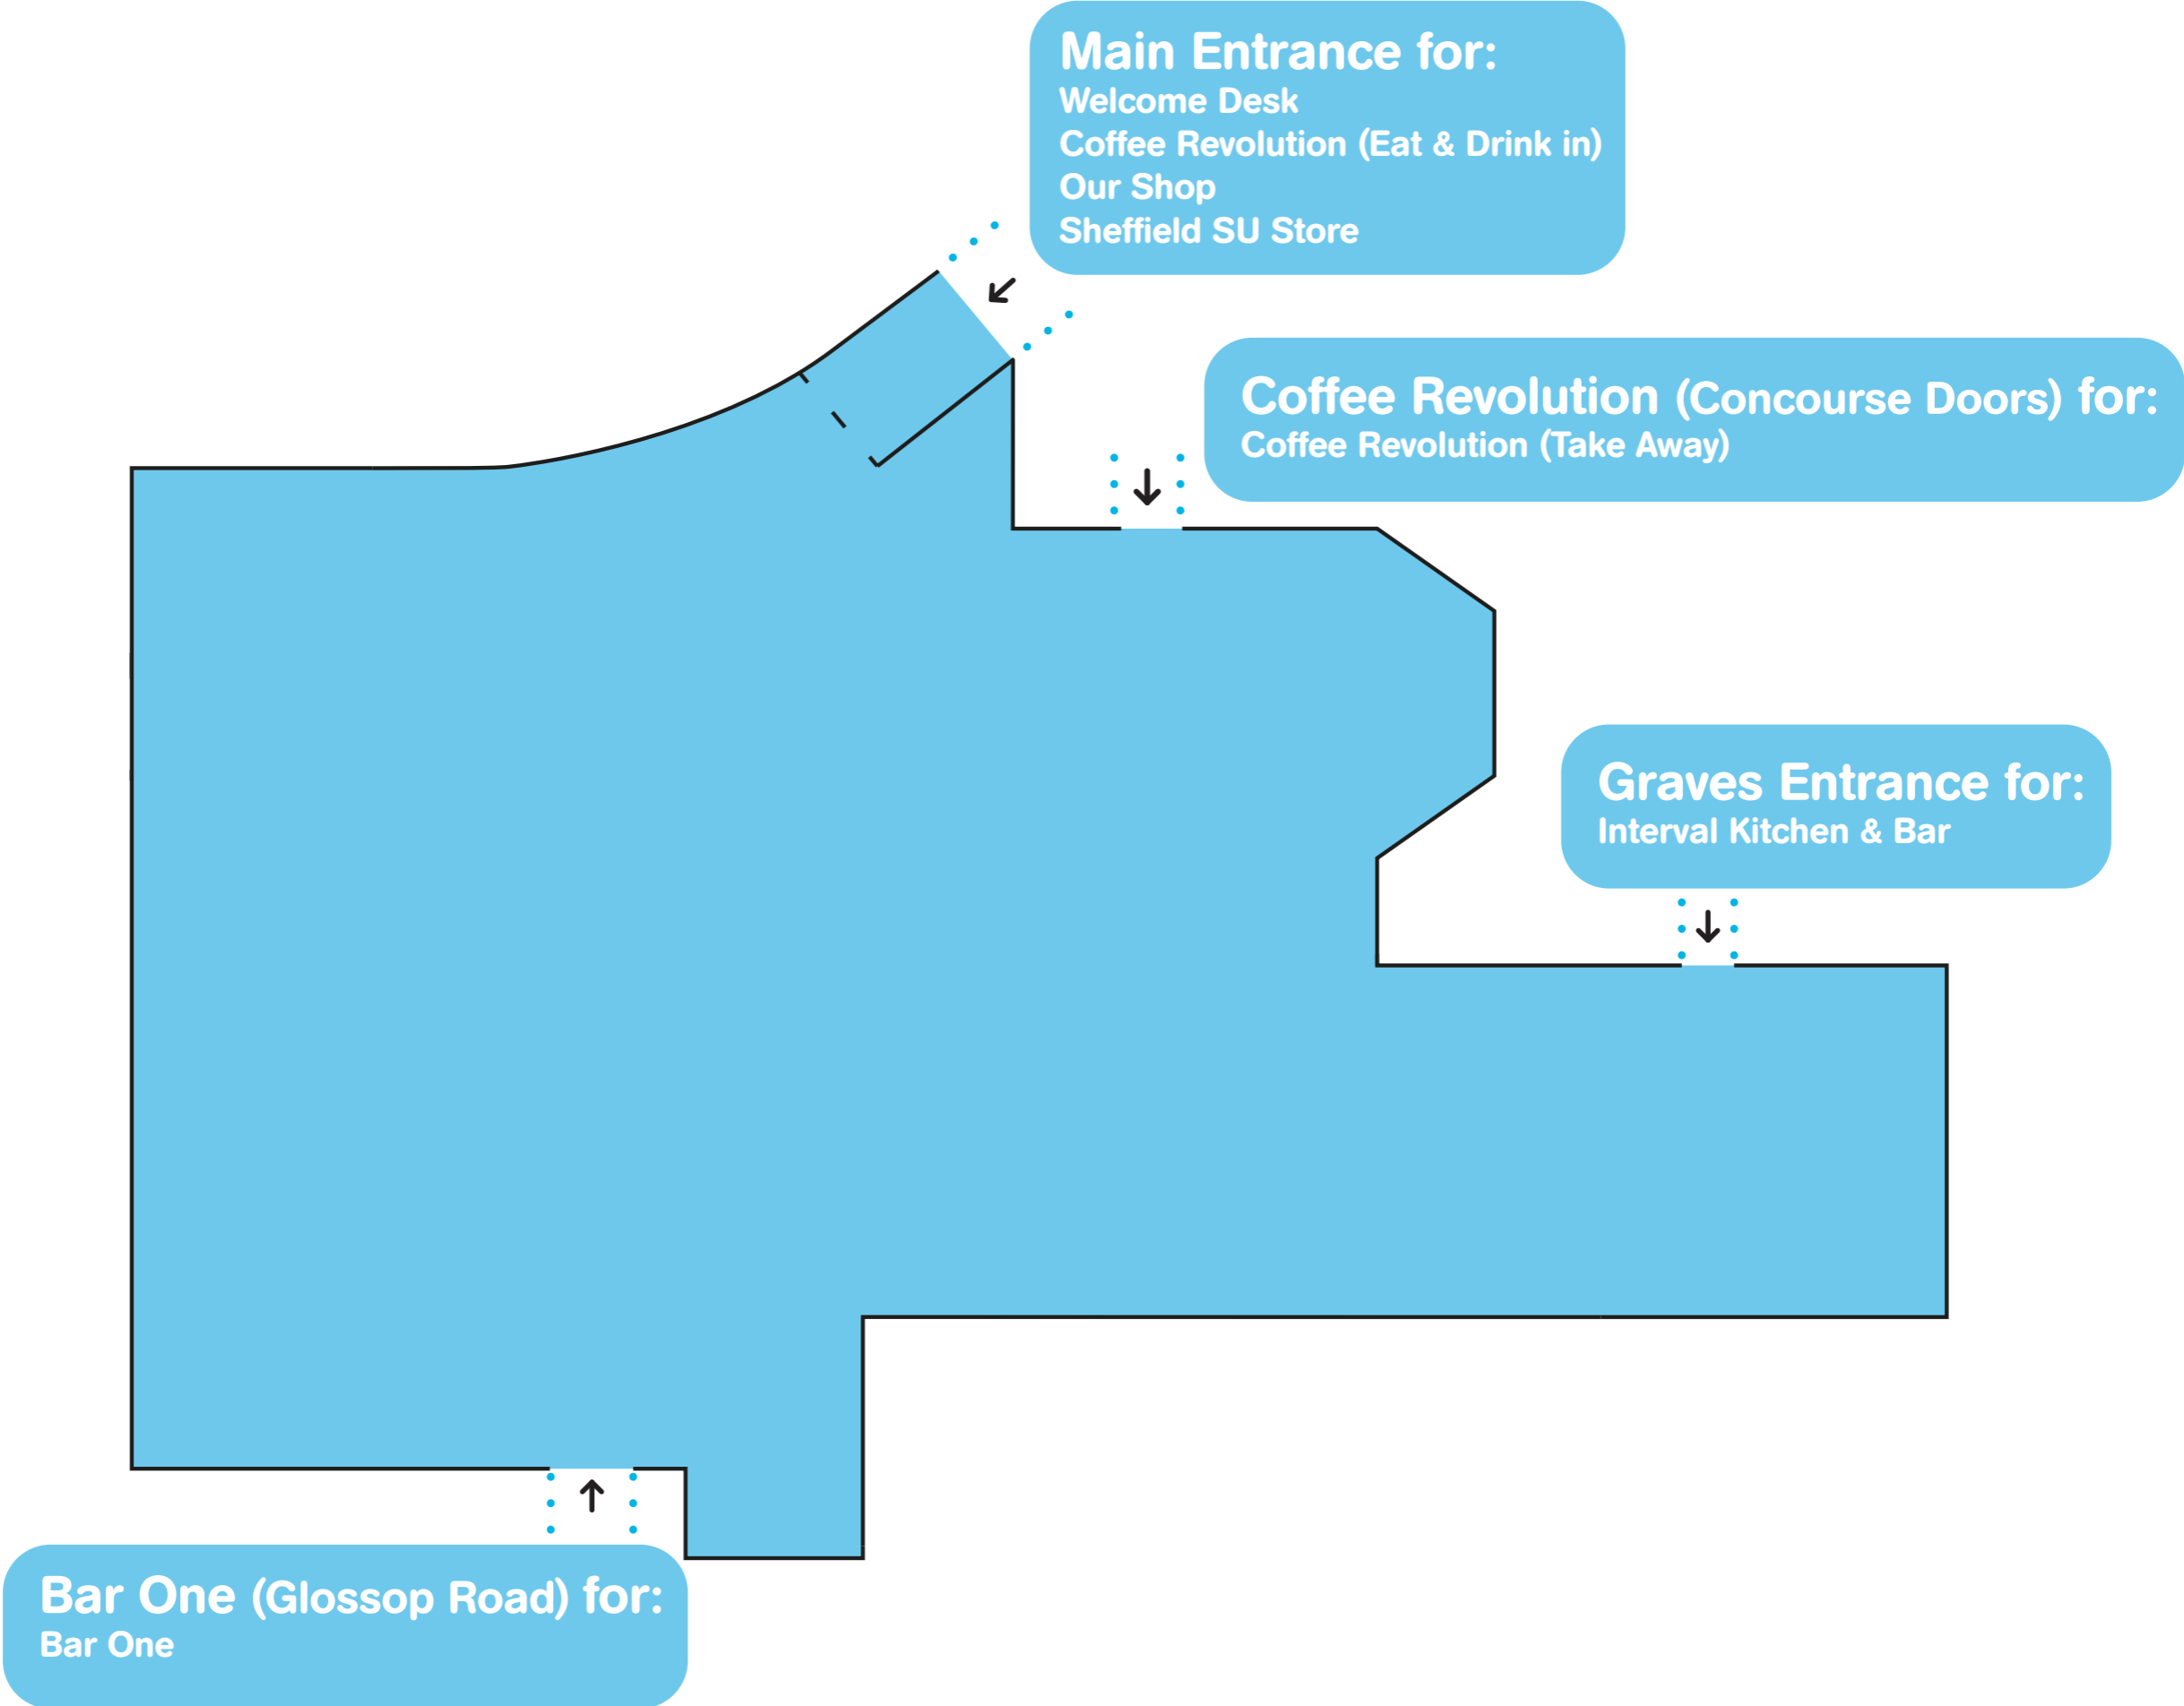 Main Entrance for:
Welcome Desk
Coffee Revolution (Eat & Drink in)
Our Shop
Sheffield SU Store
Coffee Revolution (Concourse Doors) for:
Coffee Revolution (Take Away)
Graves Entrance for:
Interval Kitchen & Bar
Bar One (Glossop Road) for:
Bar One